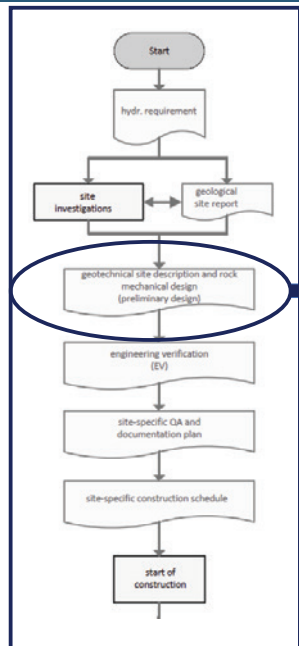 Start
hydr. requirement
site
investigations
geological
site report
geotechnical site description and rock
mechanical design
(preliminary design)
engineering verification
(EV)
site-specific QA and
documentation plan
site-specific construction schedule
start of
construction